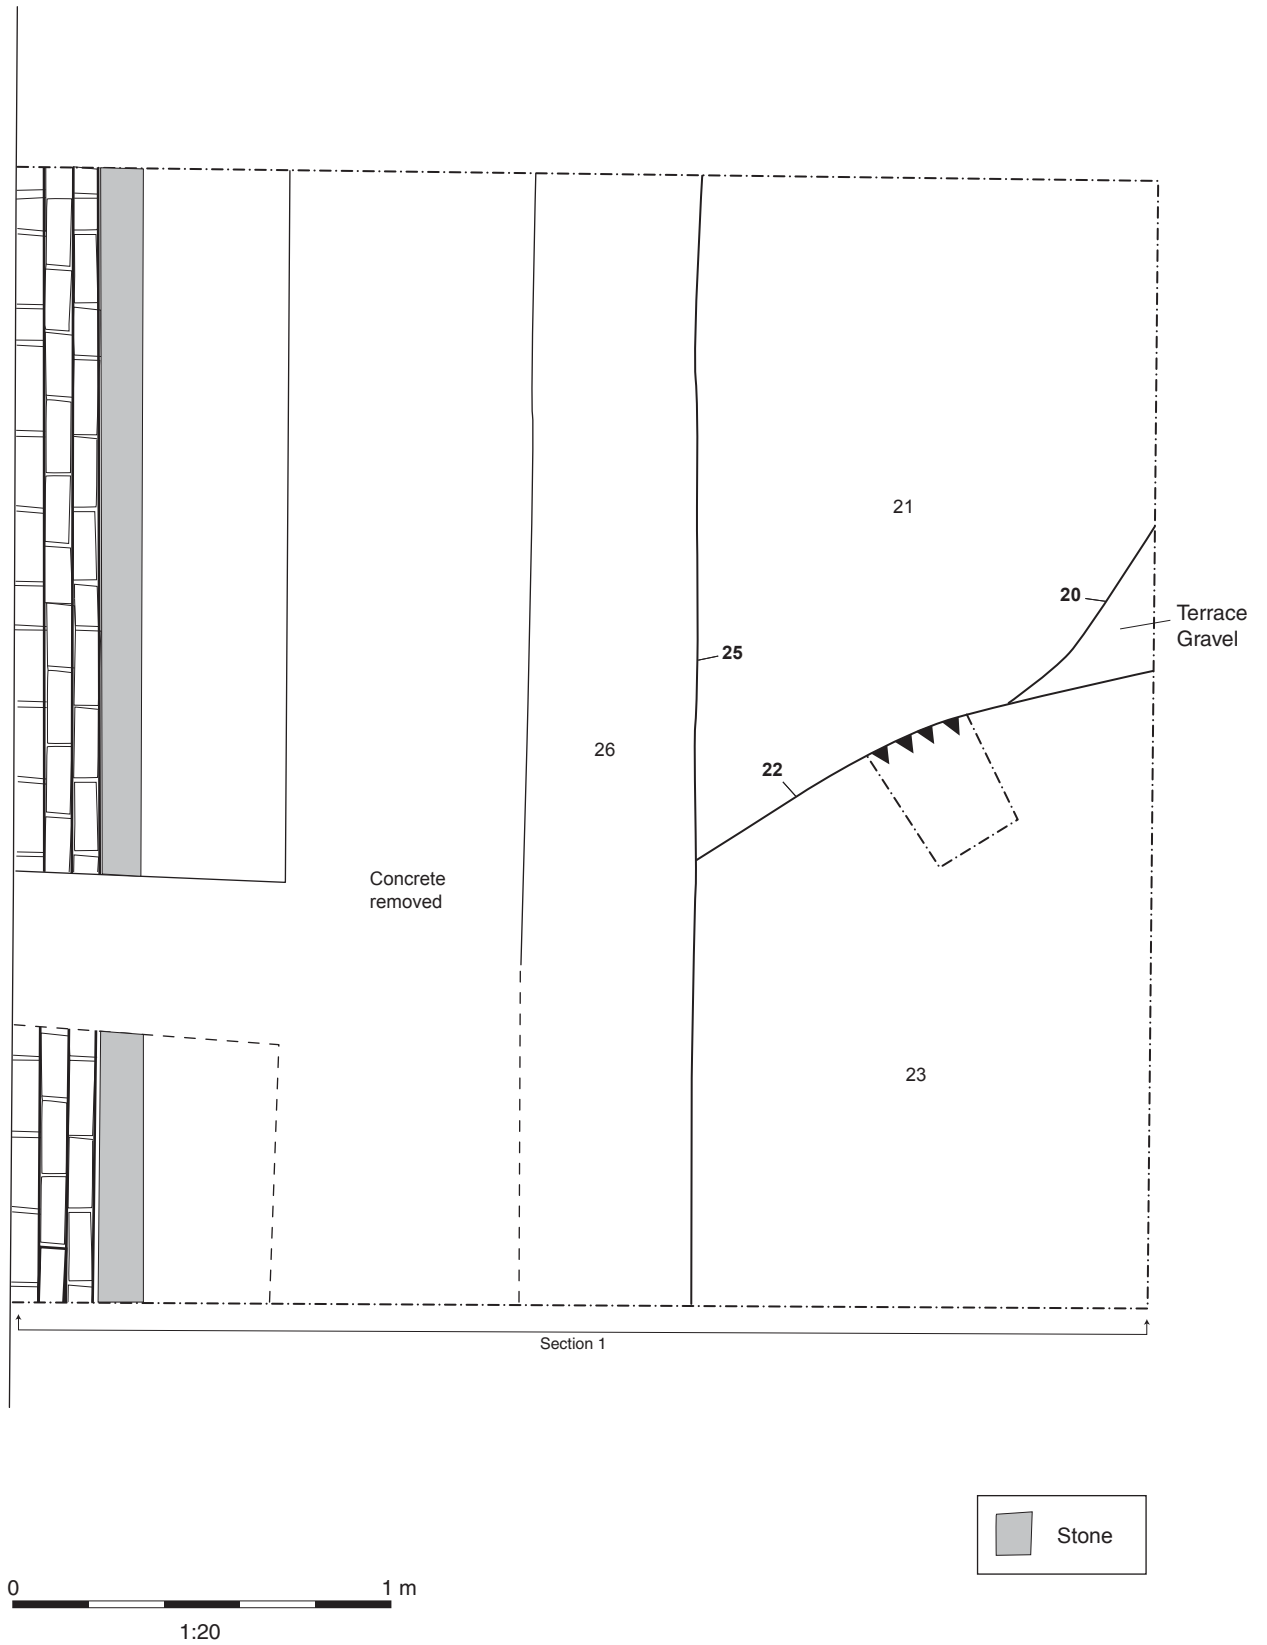 21
20
Terrace
Gravel
25
26
22
Concrete
removed
23
Section 1
Stone
0
1 m
1:20